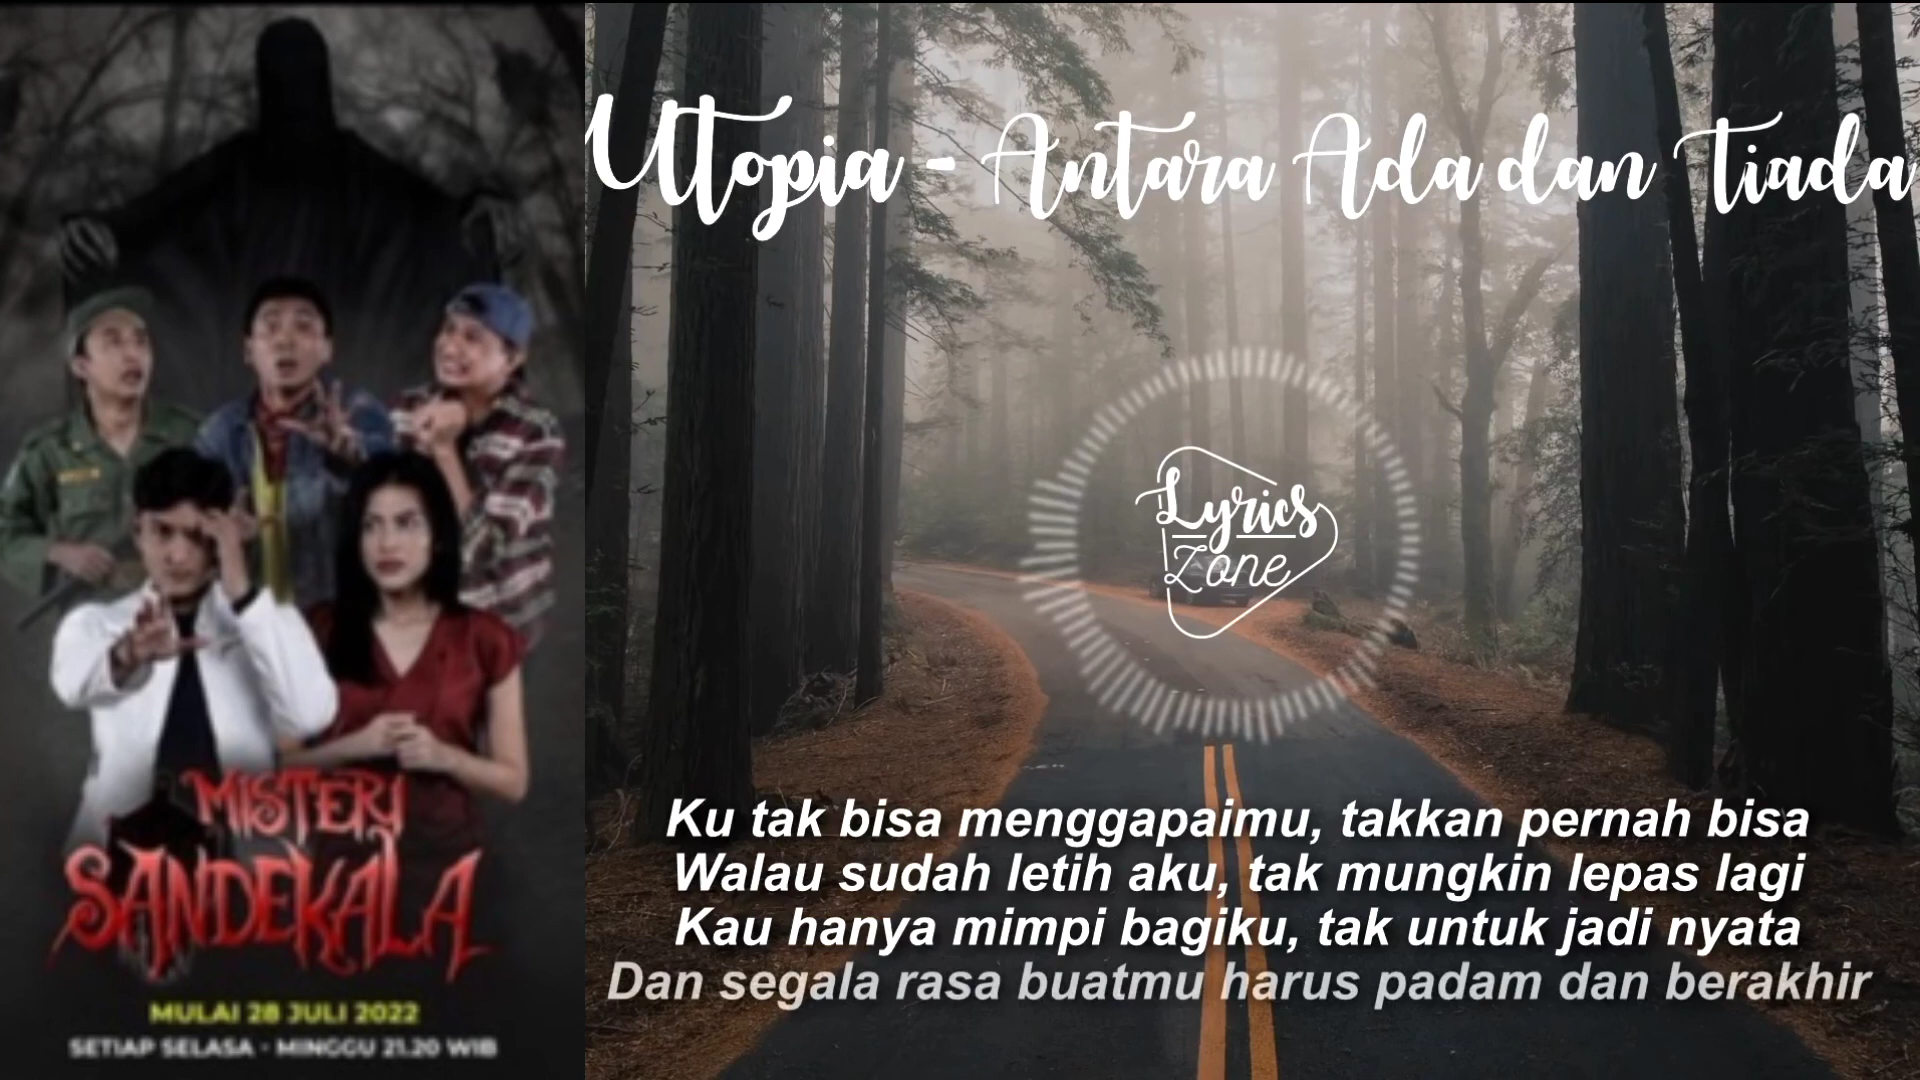 MISTERI
SANDEKALA
MULAI 28 JULI 2022
SETIAP SELASA - MINGGU 21.20 WIB
Utopia - Antara Ada dan Tiada
Lyrics
Zone
Ku tak bisa menggapaimu, takkan pernah bisa
Walau sudah letih aku, tak mungkin lepas lagi
Kau hanya mimpi bagiku, tak untuk jadi nyata
Dan segala rasa buatmu harus padam dan berakhir